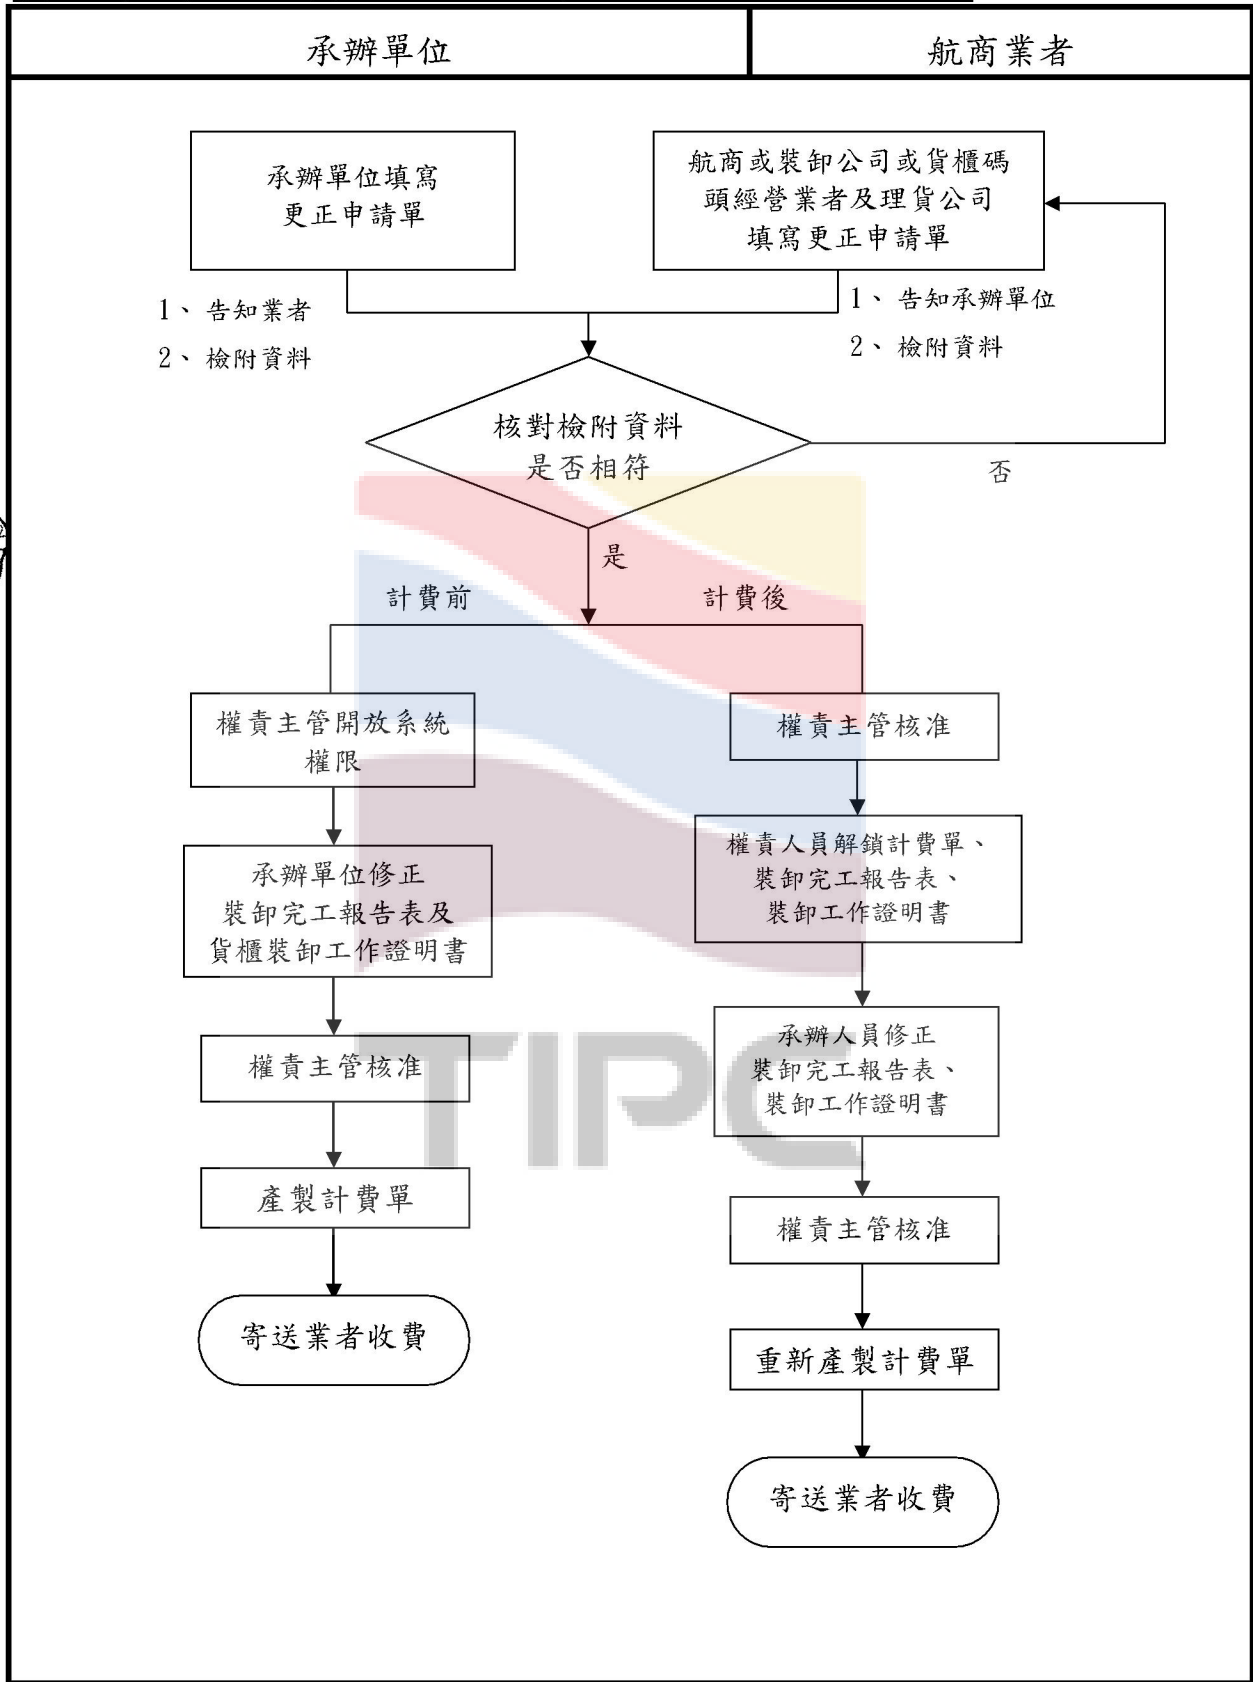 承辦單位
航商業者
承辦單位填寫
更正申請單
航商或裝卸公司或貨櫃碼
頭經營業者及理貨公司
填寫更正申請單
1、 告知業者
2、 檢附資料
1、 告知承辦單位
2、 檢附資料
核對檢附資料
是否相符
否
是
計費前
計費後
權責主管開放系統
權限
承辦單位修正
裝卸完工報告表及
貨櫃裝卸工作證明書
權責主管核准
產製計費單
寄送業者收費
權責主管核准
權責人員解鎖計費單、
裝卸完工報告表、
裝卸工作證明書
承辦人員修正
裝卸完工報告表、
裝卸工作證明書
權責主管核准
重新產製計費單
寄送業者收費
TIPC